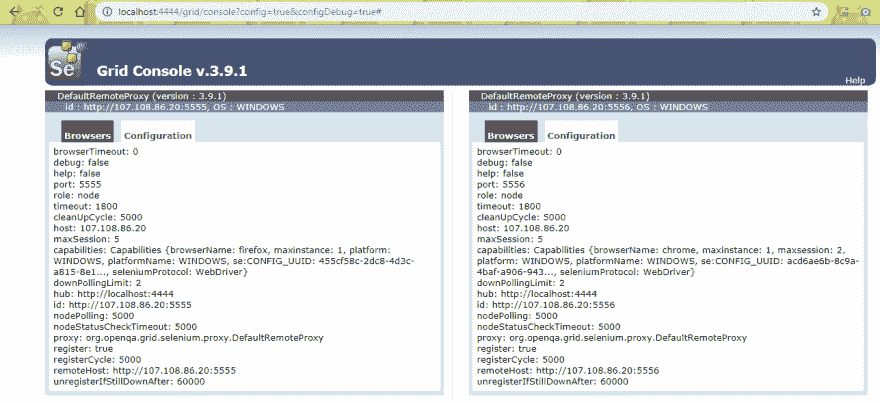 localhost:4444/grid/console?config=true&configDebug=true#
Se
Grid Console v.3.9.1
Help
DefaultRemoteProxy (version : 3.9.1)
id : http://107.108.86.20:5555, OS : WINDOWS
Browsers
Configuration
browserTimeout: 0
debug: false
help: false
port: 5555
role: node
timeout: 1800
cleanUpCycle: 5000
host: 107.108.86.20
maxSession: 5
capabilities: Capabilities {browserName: firefox, maxinstance: 1, platform:
WINDOWS, platformName: WINDOWS, se:CONFIG_UUID: 455cf58c-2dc8-4d3c-
a815-8e1..., seleniumProtocol: WebDriver}
downPollingLimit: 2
hub: http://localhost:4444
id: http://107.108.86.20:5555
nodePolling: 5000
nodeStatusCheckTimeout: 5000
proxy: org.openqa.grid.selenium.proxy.DefaultRemoteProxy
register: true
registerCycle: 5000
remoteHost: http://107.108.86.20:5555
unregisterIfStillDownAfter: 60000
DefaultRemoteProxy (version : 3.9.1)
id : http://107.108.86.20:5556, OS : WINDOWS
Browsers
Configuration
browserTimeout: 0
debug: false
help: false
port: 5556
role: node
timeout: 1800
cleanUpCycle: 5000
host: 107.108.86.20
maxSession: 5
capabilities: Capabilities {browserName: chrome, maxinstance: 1, maxsession: 2,
platform: WINDOWS, platformName: WINDOWS, se:CONFIG_UUID: acd6ae6b-8c9a-
4baf-a906-943..., seleniumProtocol: WebDriver}
downPollingLimit: 2
hub: http://localhost:4444
id: http://107.108.86.20:5556
nodePolling: 5000
nodeStatusCheckTimeout: 5000
proxy: org.openqa.grid.selenium.proxy.DefaultRemoteProxy
register: true
registerCycle: 5000
remoteHost: http://107.108.86.20:5556
unregisterIfStillDownAfter: 60000